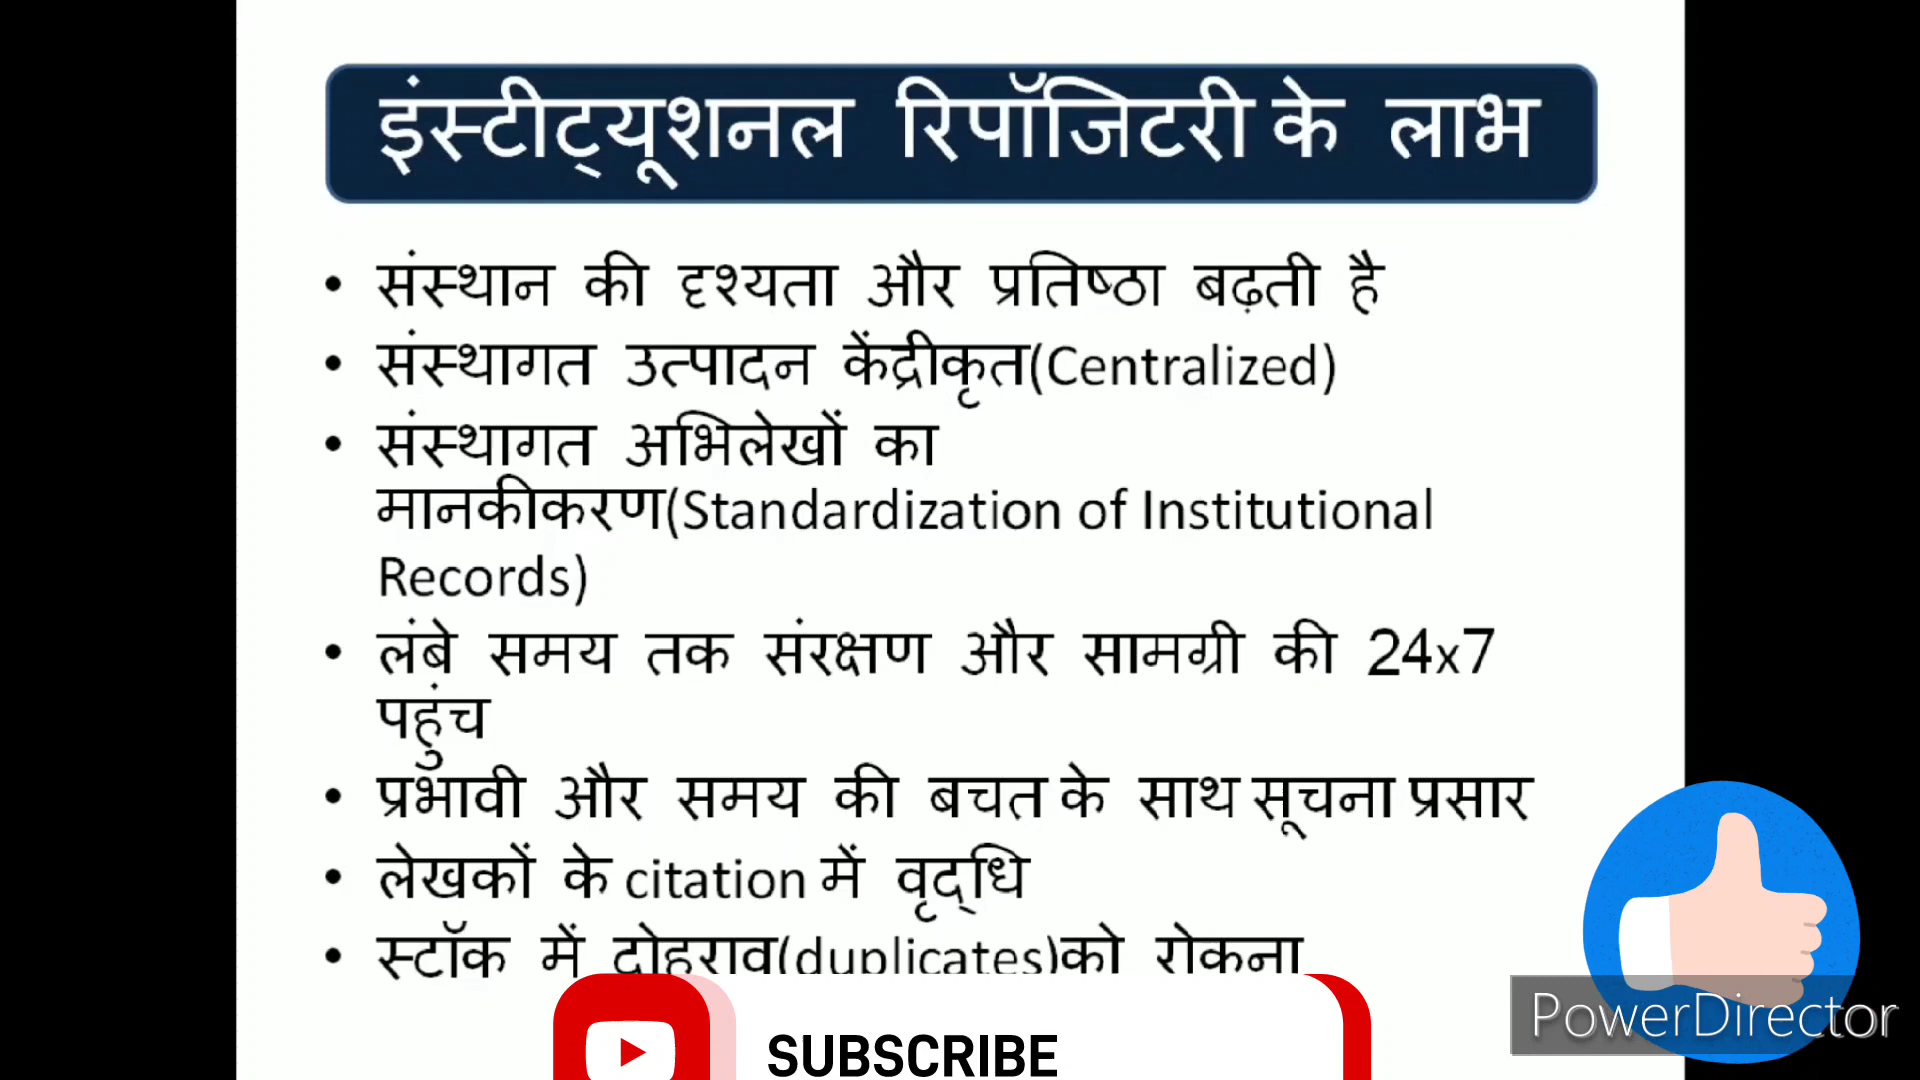 इंस्टीट्यूशनल रिपॉजिटरी के लाभ
• संस्थान की दृश्यता और प्रतिष्ठा बढ़ती है
• संस्थागत उत्पादन केंद्रीकृत(Centralized)
• संस्थागत अभिलेखों का
मानकीकरण(Standardization of Institutional
Records)
• लंबे समय तक संरक्षण और सामग्री की 24x7
पहुंच
• प्रभावी और समय की बचत के साथ सूचना प्रसार
• लेखकों के citation में वृद्धि
• स्टॉक में दोहराव(duplicates)को रोकना
SUBSCRIBE
PowerDirector